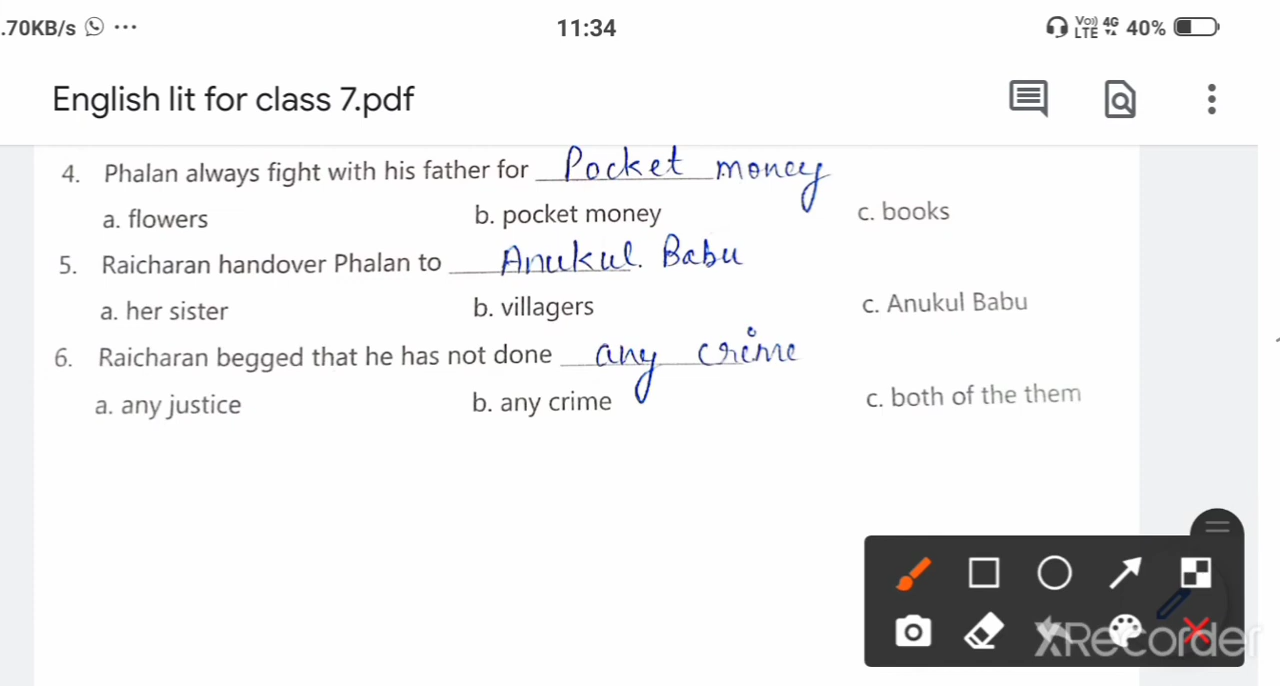 .70KB/s ... 11:34 Vo)) LTE 4G 40%
English lit for class 7.pdf
4. Phalan always fight with his father for Pocket money
a. flowers b. pocket money c. books
5. Raicharan handover Phalan to Anukul. Babu
a. her sister b. villagers c. Anukul Babu
6. Raicharan begged that he has not done any crime
a. any justice b. any crime c. both of the them
XRecorder